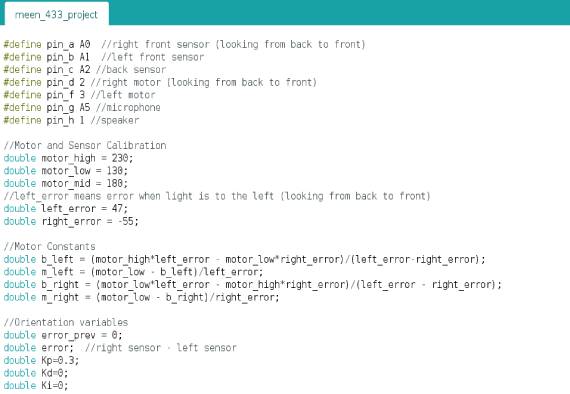 meen_433_project
#define pin_a A0  //right front sensor (looking from back to front)
#define pin_b A1  //left front sensor
#define pin_c A2 //back sensor
#define pin_d 2 //right motor (looking from back to front)
#define pin_f 3 //left motor
#define pin_g A5 //microphone
#define pin_h 1 //speaker
//Motor and Sensor Calibration
double motor_high = 230;
double motor_low = 130;
double motor_mid = 180;
//left_error means error when light is to the left (looking from back to front)
double left_error = 47;
double right_error = -55;
//Motor Constants
double b_left = (motor_high*left_error - motor_low*right_error)/(left_error-right_error);
double m_left = (motor_low - b_left)/left_error;
double b_right = (motor_low*left_error - motor_high*right_error)/(left_error - right_error);
double m_right = (motor_low - b_right)/right_error;
//Orientation variables
double error_prev = 0;
double error;  //right sensor - left sensor
double Kp=0.3;
double Kd=0;
double Ki=0;